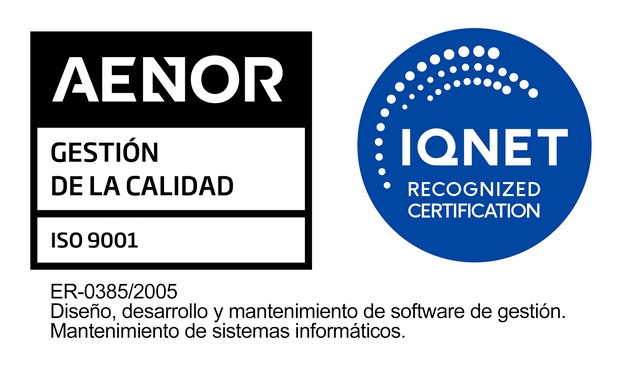 AENOR
GESTIÓN
DE LA CALIDAD
ISO 9001
IQNET
RECOGNIZED
CERTIFICATION
ER-0385/2005
Diseño, desarrollo y mantenimiento de software de gestión.
Mantenimiento de sistemas informáticos.